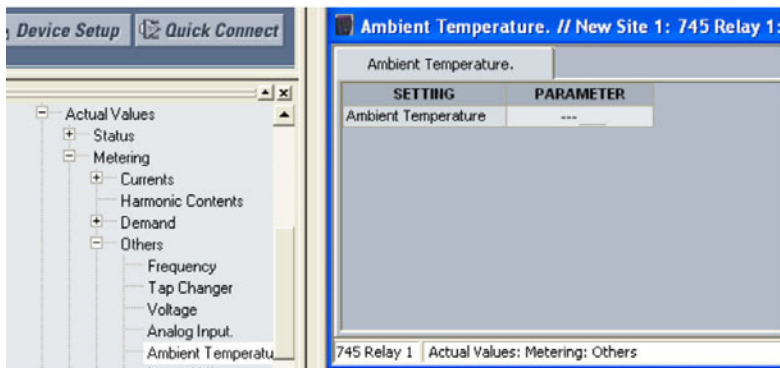 Device Setup
Quick Connect
Actual Values
Status
Metering
Currents
Harmonic Contents
Demand
Others
Frequency
Tap Changer
Voltage
Analog Input.
Ambient Temperatu
Ambient Temperature. // New Site 1: 745 Relay 1:
Ambient Temperature.
SETTING PARAMETER
Ambient Temperature ---
745 Relay 1 Actual Values: Metering: Others